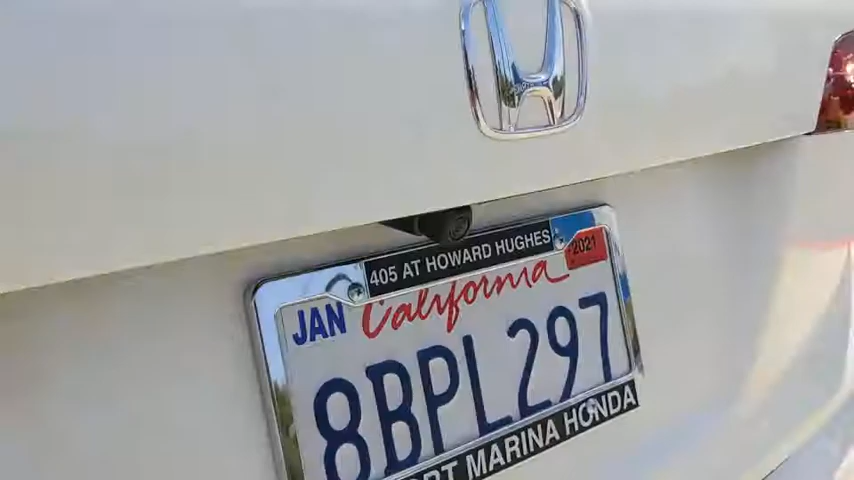 405 AT HOWARD HUGHES
2021
JAN
California
8BPL297
MARINA HONDA